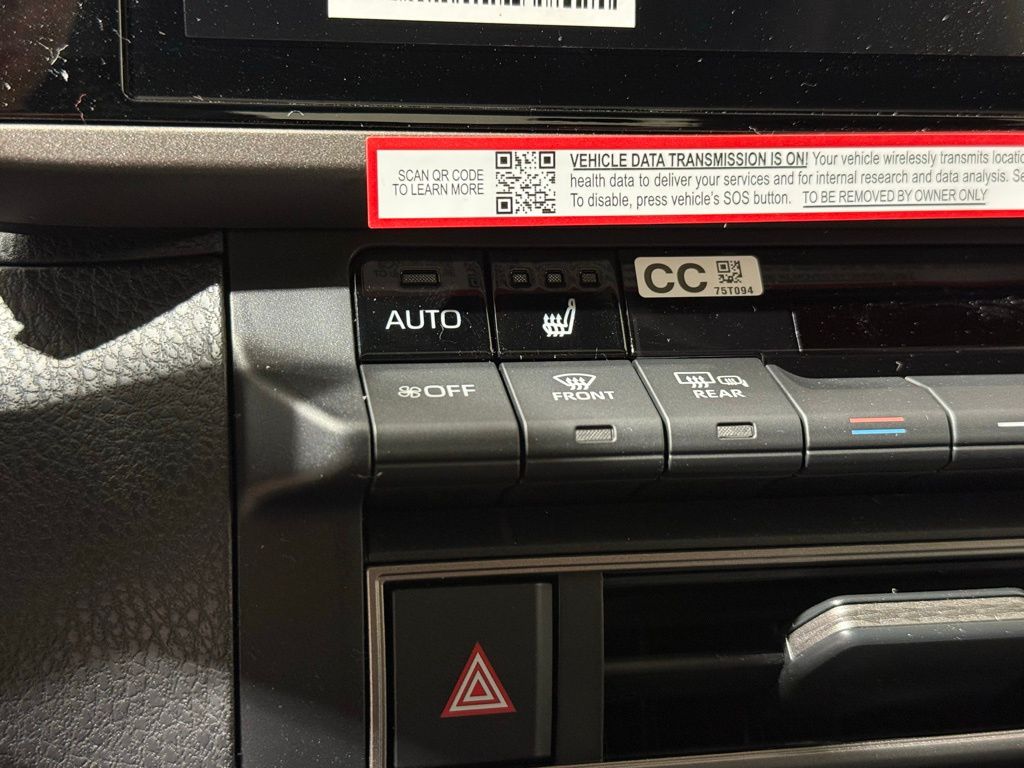 SCAN QR CODE
TO LEARN MORE
VEHICLE DATA TRANSMISSION IS ON! Your vehicle wirelessly transmits locatio
health data to deliver your services and for internal research and data analysis. Se
To disable, press vehicle's SOS button. TO BE REMOVED BY OWNER ONLY
CC
75T094
AUTO
OFF
FRONT
REAR